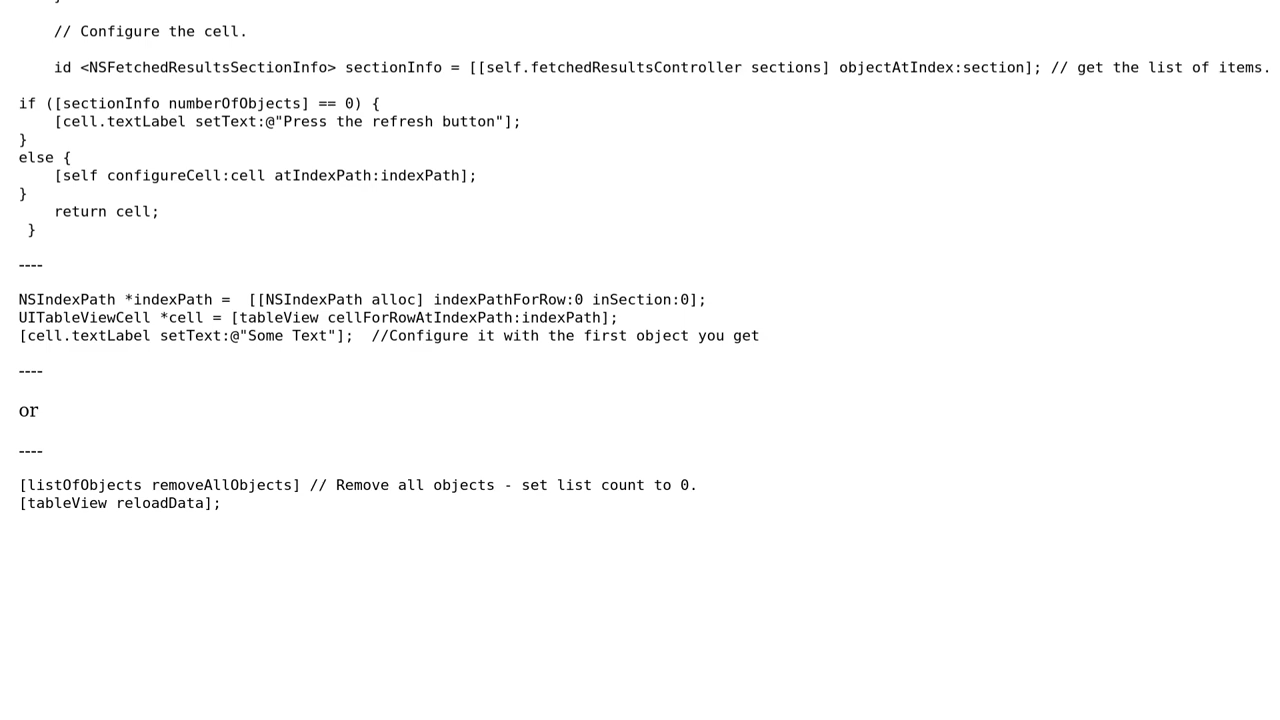 }
    // Configure the cell.
    id <NSFetchedResultsSectionInfo> sectionInfo = [[self.fetchedResultsController sections] objectAtIndex:section]; // get the list of items.
if ([sectionInfo numberOfObjects] == 0) {
    [cell.textLabel setText:@"Press the refresh button"];
}
else {
    [self configureCell:cell atIndexPath:indexPath];
}
    return cell;
 }
----
NSIndexPath *indexPath =  [[NSIndexPath alloc] indexPathForRow:0 inSection:0];
UITableViewCell *cell = [tableView cellForRowAtIndexPath:indexPath];
[cell.textLabel setText:@"Some Text"];  //Configure it with the first object you get
----
or
----
[listOfObjects removeAllObjects] // Remove all objects - set list count to 0.
[tableView reloadData];